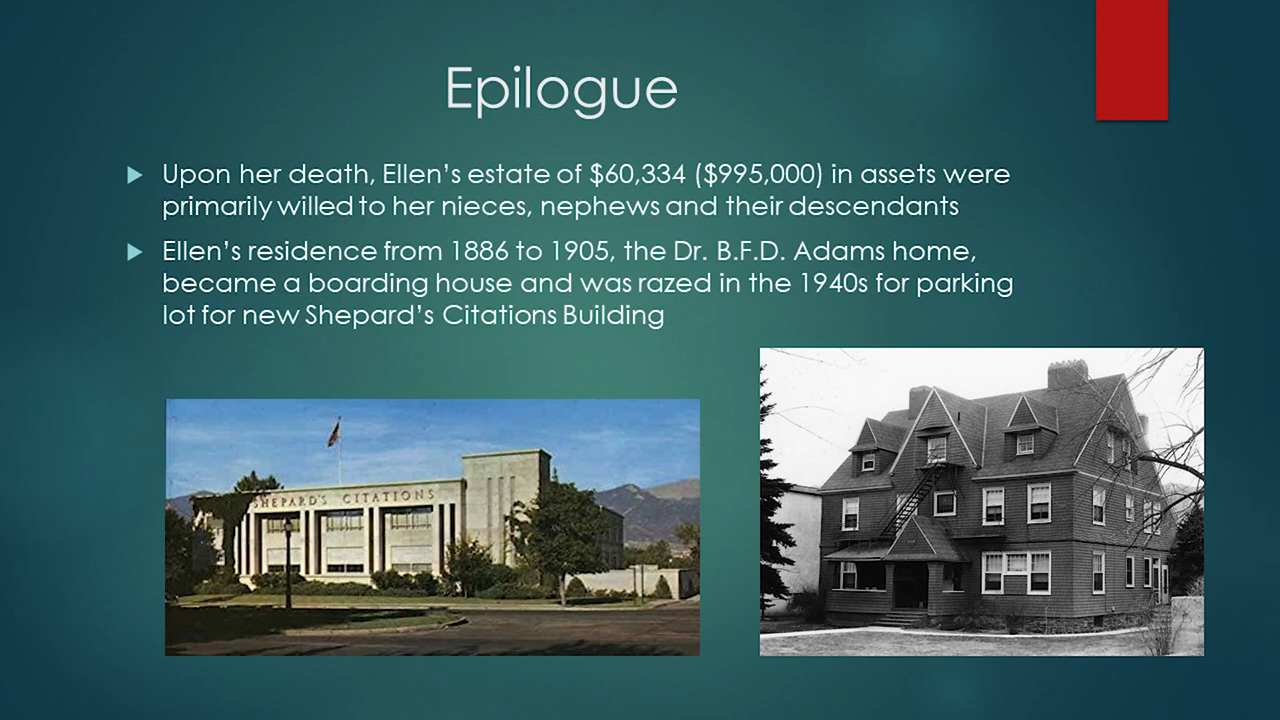 Epilogue
Upon her death, Ellen's estate of $60,334 ($995,000) in assets were
primarily willed to her nieces, nephews and their descendants
Ellen's residence from 1886 to 1905, the Dr. B.F.D. Adams home,
became a boarding house and was razed in the 1940s for parking
lot for new Shepard's Citations Building
SHEPARD'S CITATIONS